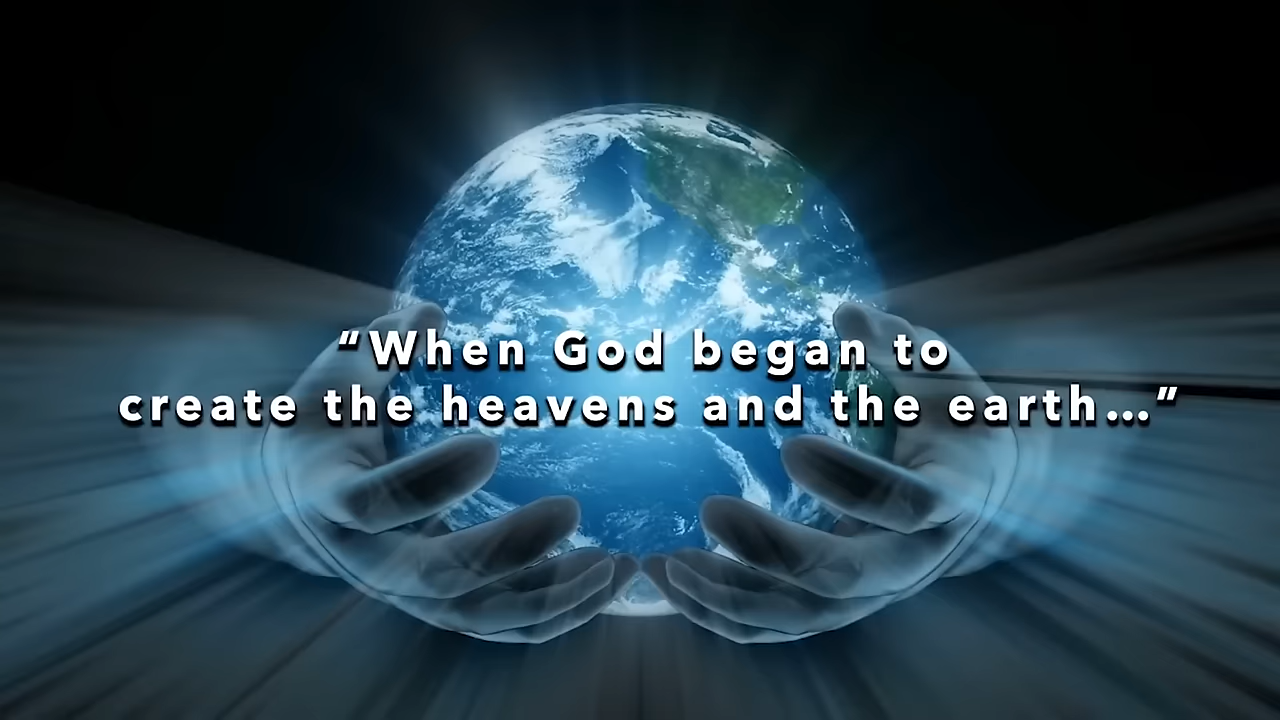 “When God began to
create the heavens and the earth…”